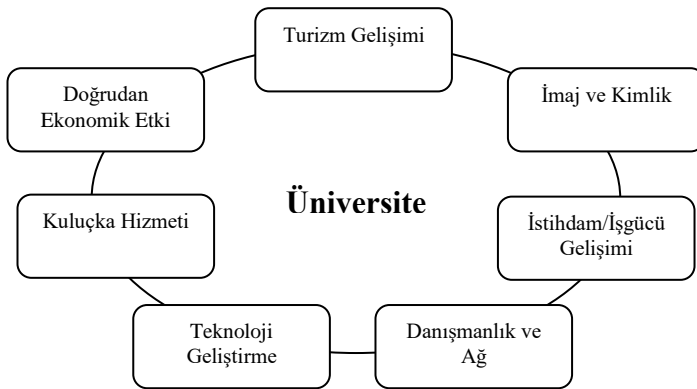 Turizm Gelişimi
Doğrudan
Ekonomik Etki
İmaj ve Kimlik
Üniversite
Kuluçka Hizmeti
İstihdam/İşgücü
Gelişimi
Teknoloji
Geliştirme
Danışmanlık ve
Ağ